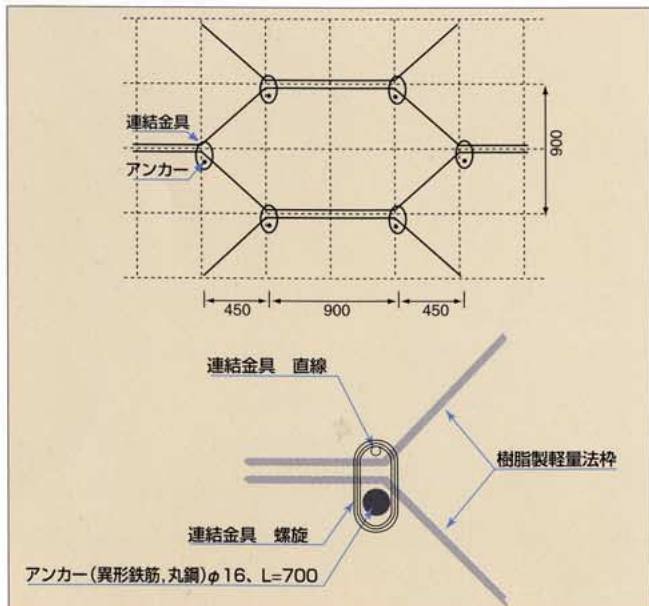 連結金具
アンカー
900
450
900
450
連結金具 直線
樹脂製軽量法枠
連結金具 螺旋
アンカー(異形鉄筋,丸鋼)φ16、L=700